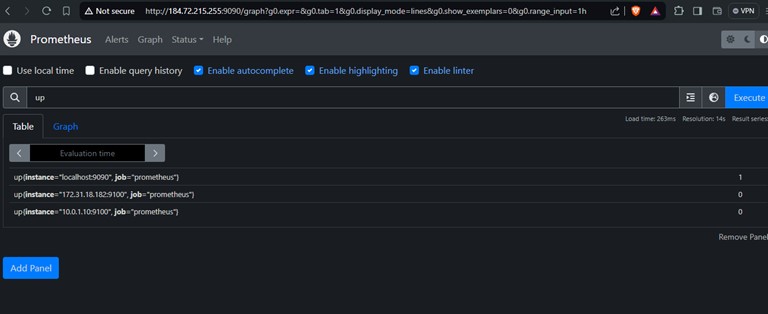 Not secure http://184.72.215.255:9090/graph?g0.expr=&g0.tab=1&g0.display_mode=lines&g0.show_exemplars=0&g0.range_input=1h VPN
Prometheus Alerts Graph Status Help
Use local time Enable query history Enable autocomplete Enable highlighting Enable linter
up Execute
Table Graph Load time: 263ms Resolution: 14s Result series:
Evaluation time
up{instance="localhost:9090", job="prometheus"} 1
up{instance="172.31.18.182:9100", job="prometheus"} 0
up{instance="10.0.1.10:9100", job="prometheus"} 0
Remove Panel
Add Panel